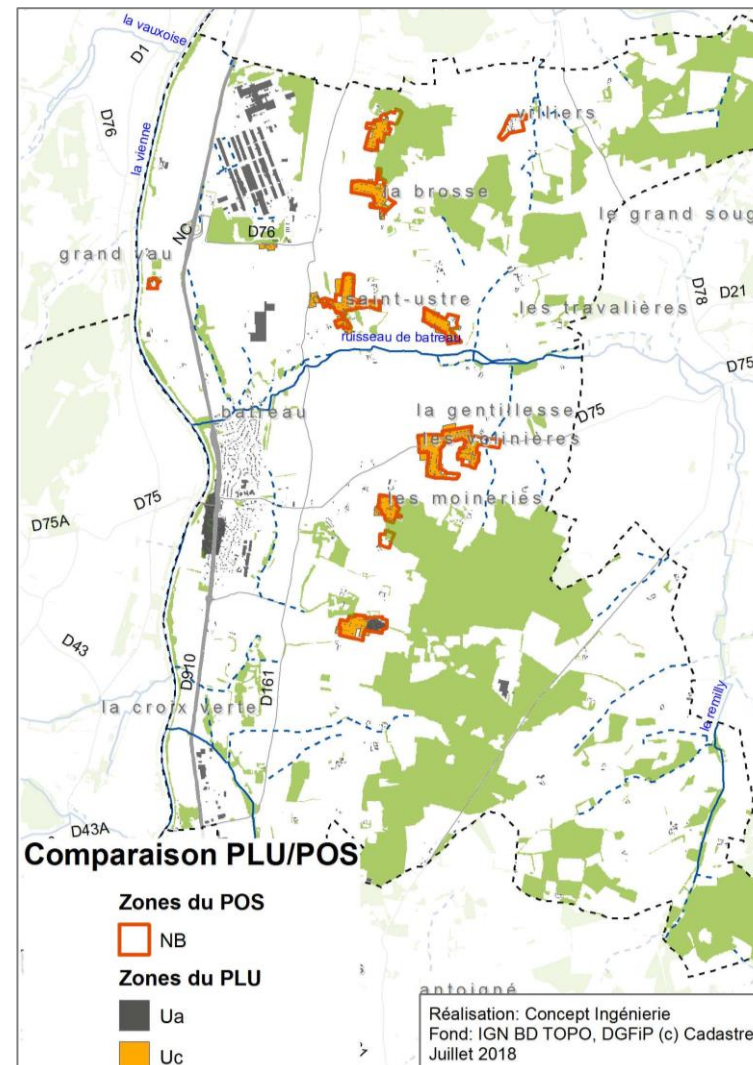 la vauxoise
D1
D76
la vienne
villiers
la brosse
le grand soug
NC
D76
grand vau
saint-ustre
les travalières
D78
D21
ruisseau de batreau
D75
batreau
la gentillesse
D75
les volinières
les moineries
D75
D75A
D43
D910
D161
la croix verte
la remilly
D43A
Comparaison PLU/POS
Zones du POS
NB
Zones du PLU
Ua
Uc
antoigné
Réalisation: Concept Ingénierie
Fond: IGN BD TOPO, DGFiP (c) Cadastre
Juillet 2018